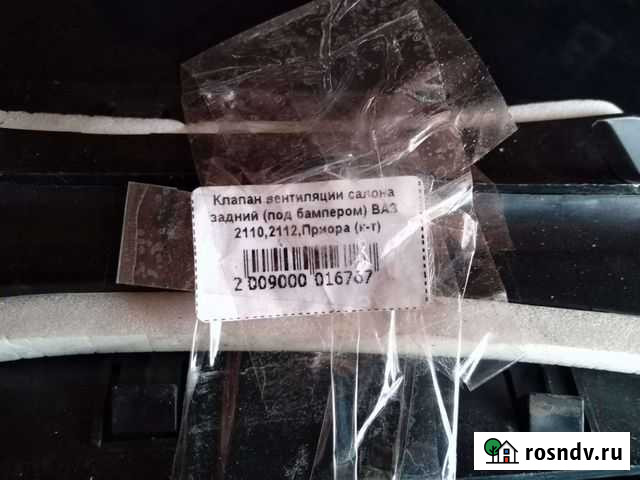 Клапан вентиляции салона
задний (под бампером) ВАЗ
2110,2112,Приора (к-т)
2 009000 016767
rosndv.ru